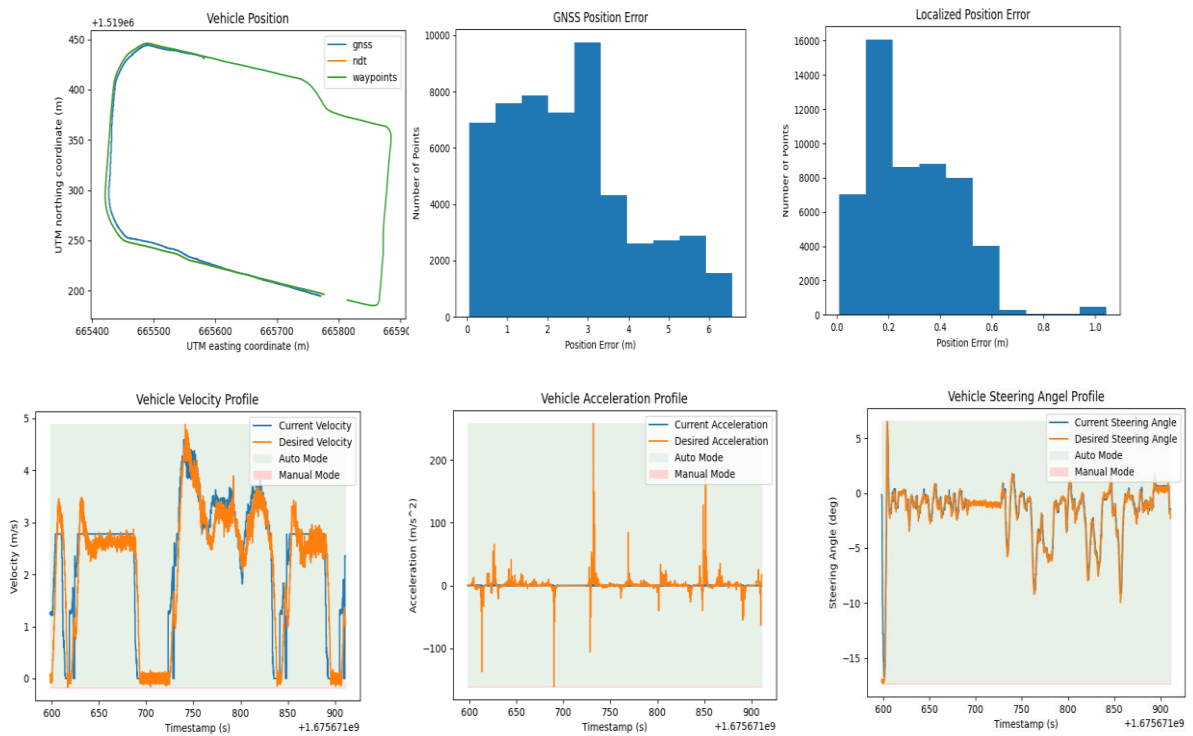 Vehicle Position
+1.519e6
450
400
350
300
250
200
UTM northing coordinate (m)
gnss
ndt
waypoints
665400 665500 665600 665700 665800 66590
UTM easting coordinate (m)
GNSS Position Error
10000
8000
6000
4000
2000
0
Number of Points
0 1 2 3 4 5 6
Position Error (m)
Localized Position Error
16000
14000
12000
10000
8000
6000
4000
2000
0
Number of Points
0.0 0.2 0.4 0.6 0.8 1.0
Position Error (m)
Vehicle Velocity Profile
5
4
3
2
1
0
Velocity (m/s)
Current Velocity
Desired Velocity
Auto Mode
Manual Mode
600 650 700 750 800 850 900
Timestamp (s)
+1.675671e9
Vehicle Acceleration Profile
200
100
0
−100
Acceleration (m/s^2)
Current Acceleration
Desired Acceleration
Auto Mode
Manual Mode
600 650 700 750 800 850 900
Timestamp (s)
+1.675671e9
Vehicle Steering Angel Profile
5
0
−5
−10
−15
Steering Angle (deg)
Current Steering Angle
Desired Steering Angle
Auto Mode
Manual Mode
600 650 700 750 800 850 900
Timestamp (s)
+1.675671e9